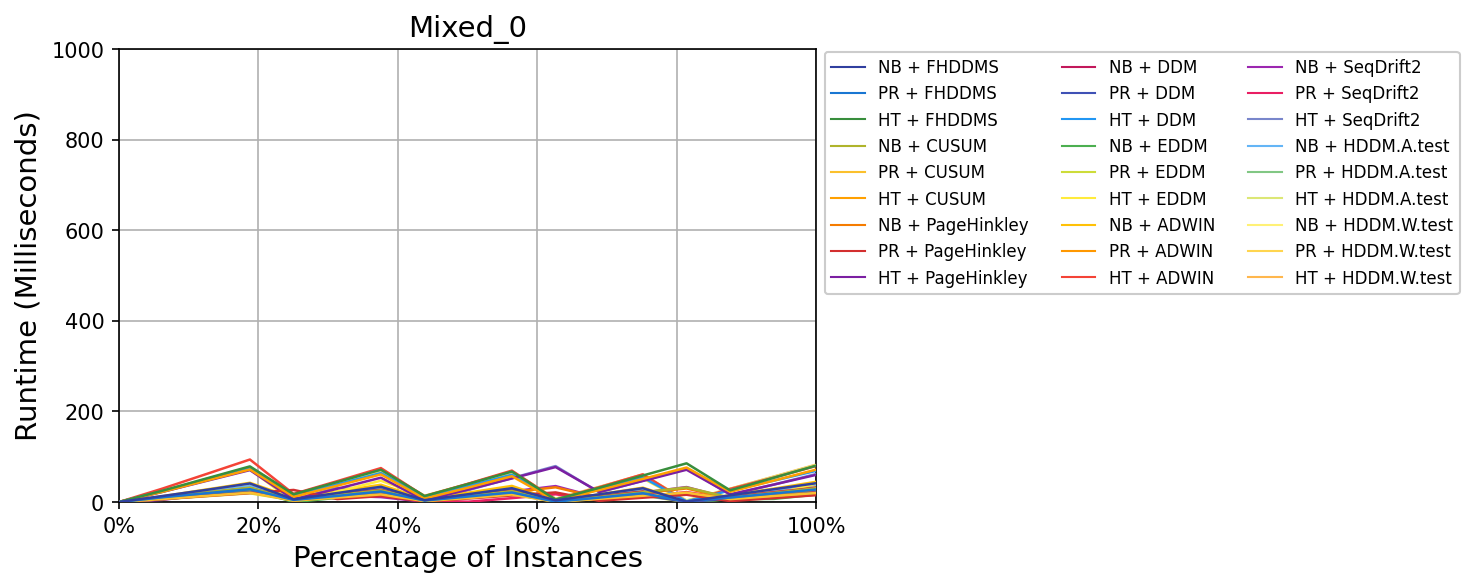 Mixed_0
1000
800
600
400
200
0
Runtime (Milliseconds)
0% 20% 40% 60% 80% 100%
Percentage of Instances
NB + FHDDMS
PR + FHDDMS
HT + FHDDMS
NB + CUSUM
PR + CUSUM
HT + CUSUM
NB + PageHinkley
PR + PageHinkley
HT + PageHinkley
NB + DDM
PR + DDM
HT + DDM
NB + EDDM
PR + EDDM
HT + EDDM
NB + ADWIN
PR + ADWIN
HT + ADWIN
NB + SeqDrift2
PR + SeqDrift2
HT + SeqDrift2
NB + HDDM.A.test
PR + HDDM.A.test
HT + HDDM.A.test
NB + HDDM.W.test
PR + HDDM.W.test
HT + HDDM.W.test